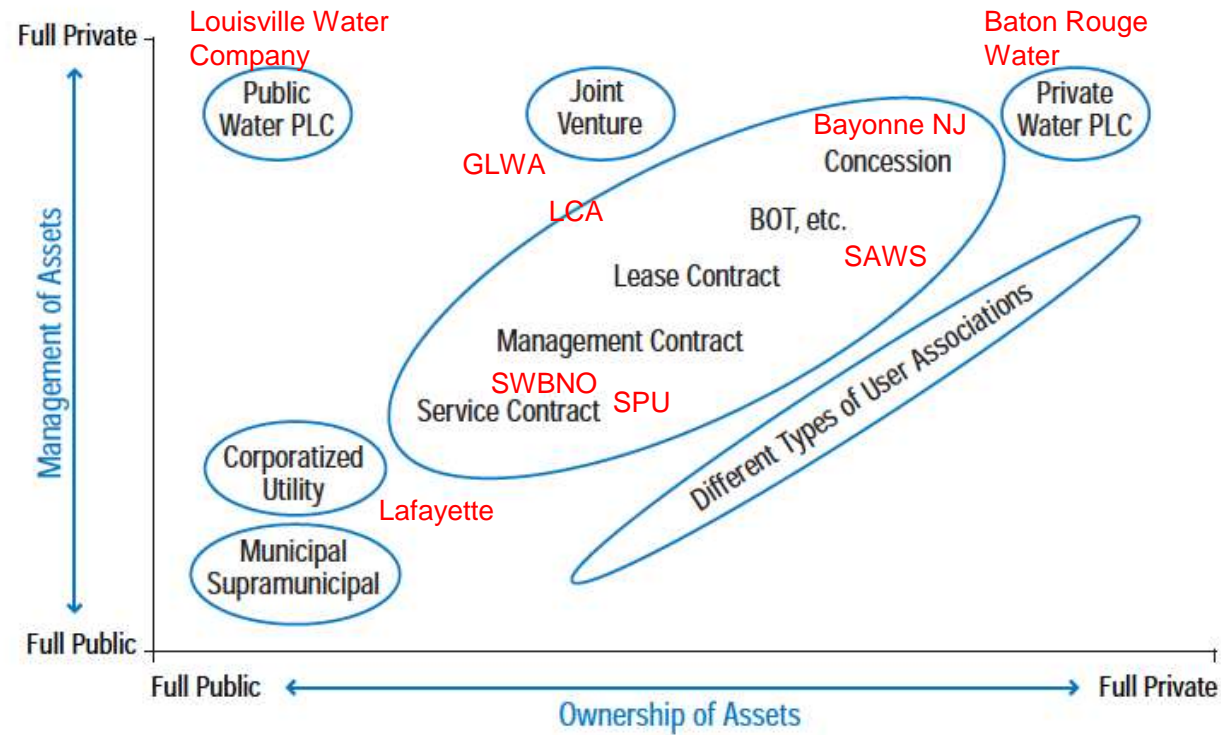 Full Private
Louisville Water
Company
Baton Rouge
Water
Public
Water PLC
Joint
Venture
Private
Water PLC
Bayonne NJ
Concession
GLWA
LCA
BOT, etc.
SAWS
Lease Contract
Management Contract
SWBNO
SPU
Service Contract
Different Types of User Associations
Corporatized
Utility
Lafayette
Municipal
Supramunicipal
Management of Assets
Full Public
Full Public
Full Private
Ownership of Assets